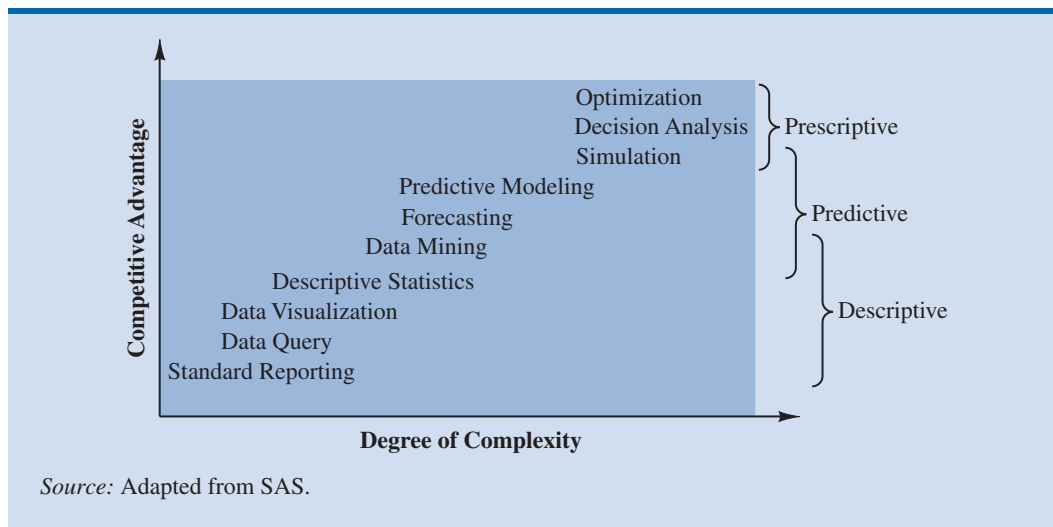 Competitive Advantage
Optimization
Decision Analysis
Simulation
Prescriptive
Predictive Modeling
Forecasting
Data Mining
Predictive
Descriptive Statistics
Data Visualization
Data Query
Standard Reporting
Descriptive
Degree of Complexity
Source: Adapted from SAS.